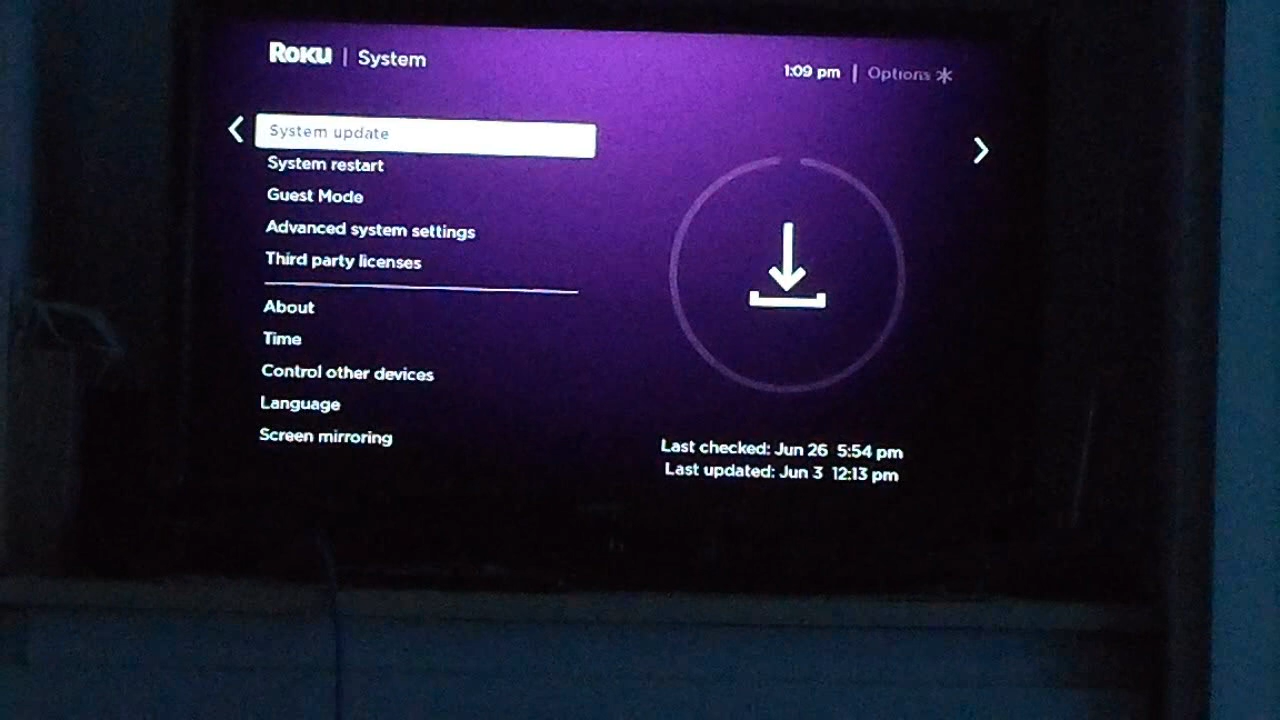 Roku | System
1:09 pm | Options
System update
System restart
Guest Mode
Advanced system settings
Third party licenses
About
Time
Control other devices
Language
Screen mirroring
Last checked: Jun 26 5:54 pm
Last updated: Jun 3 12:13 pm